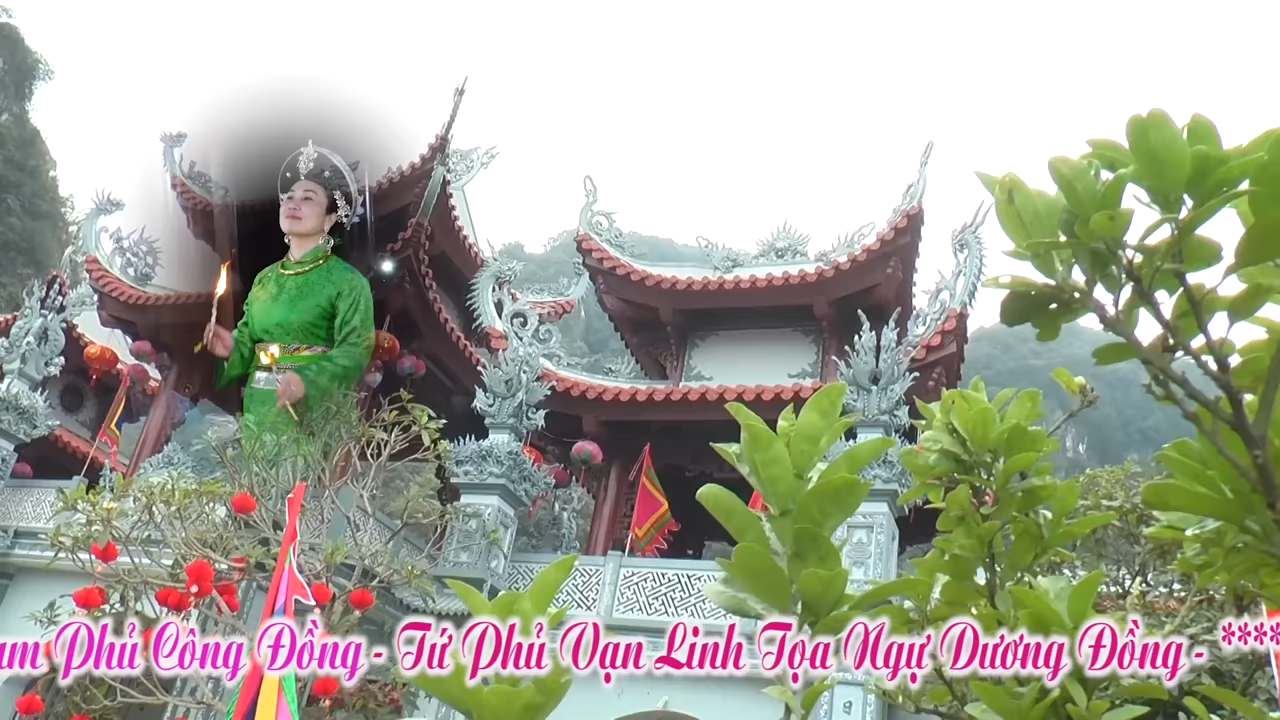 Phủ Công Đồng - Tứ Phủ Vạn Linh Tọa Ngự Dương Đồng - ****